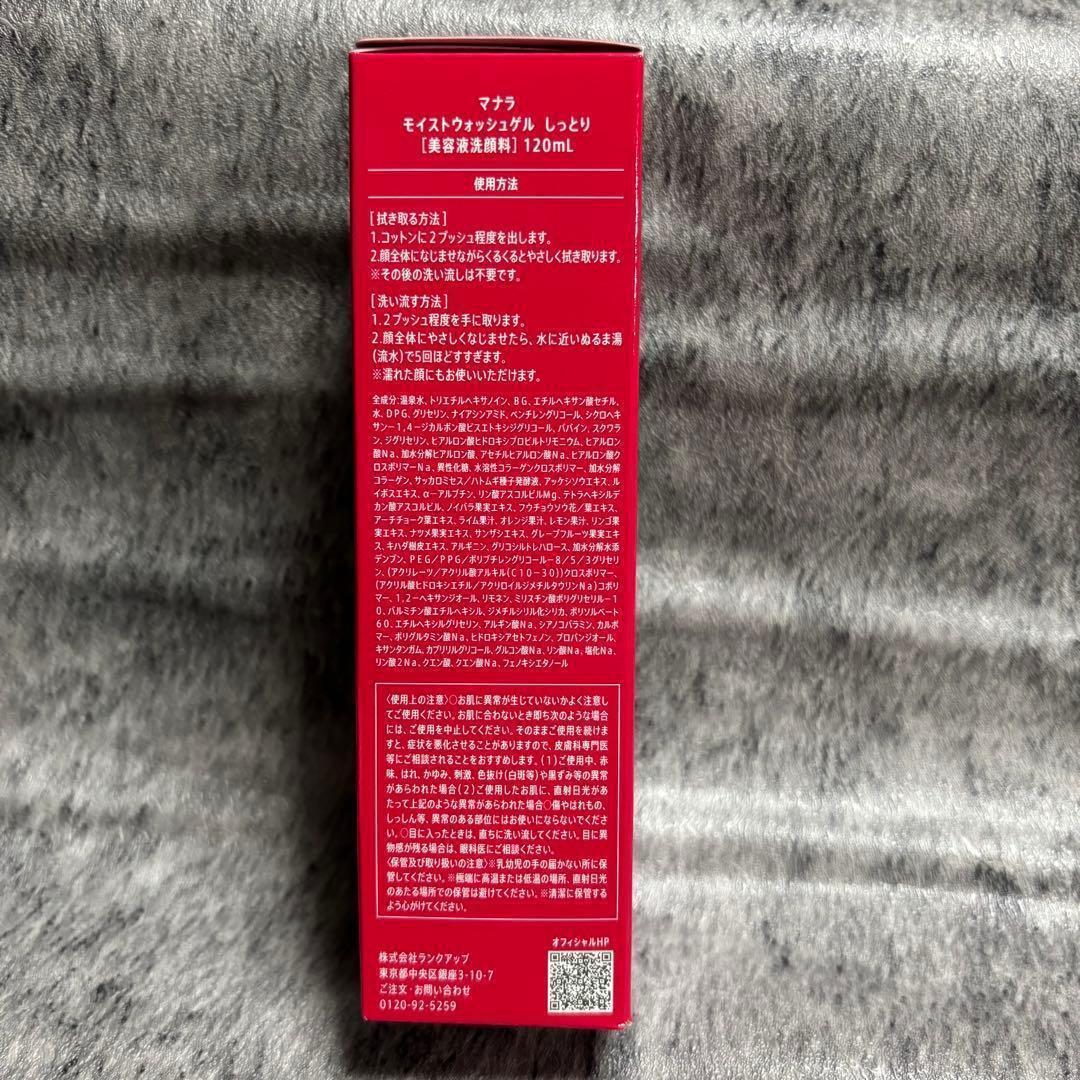 マナラ
モイストウォッシュゲル しっとり
［美容液洗顔料］120mL
使用方法
［拭き取る方法］
1.コットンに2プッシュ程度を出します。
2.顔全体になじませながらくるくるとやさしく拭き取ります。
※その後の洗い流しは不要です。
［洗い流す方法］
1.2プッシュ程度を手に取ります。
2.顔全体にやさしくなじませたら、水に近いぬるま湯
(流水)で5回ほどすすぎます。
※濡れた顔にもお使いいただけます。
全成分:温泉水、トリエチルヘキサノイン、BG、エチルヘキサン酸セチル、
水、DPG、グリセリン、ナイアシンアミド、ペンチレングリコール、シクロヘキ
サン－1,4－ジカルボン酸ビスエトキシジグリコール、パパイン、スクワラ
ン、ジグリセリン、ヒアルロン酸ヒドロキシプロピルトリモニウム、ヒアルロン
酸Na、加水分解ヒアルロン酸、アセチルヒアルロン酸Na、ヒアルロン酸ク
ロスポリマーNa、異性化糖、水溶性コラーゲンクロスポリマー、加水分解
コラーゲン、サッカロミセス／ハトムギ種子発酵液、アッケシソウエキス、ル
イボスエキス、α－アルブチン、リン酸アスコルビルMg、テトラヘキシルデ
カン酸アスコルビル、ノイバラ果実エキス、フウチョウソウ花／葉エキス、
アーチチョーク葉エキス、ライム果汁、オレンジ果汁、レモン果汁、リンゴ果
実エキス、ナツメ果実エキス、サンザシエキス、グレープフルーツ果実エキ
ス、キハダ樹皮エキス、アルギニン、グリコシルトレハロース、加水分解水添
デンプン、PEG／PPG／ポリブチレングリコール－8／5／3グリセリ
ン、(アクリレーツ／アクリル酸アルキル(C10－30))クロスポリマー、
(アクリル酸ヒドロキシエチル／アクリロイルジメチルタウリンNa)コポリ
マー、1,2－ヘキサンジオール、リモネン、ミリスチン酸ポリグリセリル－1
0、パルミチン酸エチルヘキシル、ジメチルシリル化シリカ、ポリソルベート
60、エチルヘキシルグリセリン、アルギン酸Na、シアノコバラミン、カルボ
マー、ポリグルタミン酸Na、ヒドロキシアセトフェノン、プロパンジオール、
キサンタンガム、カプリリルグリコール、グルコン酸Na、リン酸Na、塩化Na、
リン酸2Na、クエン酸、クエン酸Na、フェノキシエタノール
〈使用上の注意〉○お肌に異常が生じていないかよく注意し
てご使用ください。お肌に合わないとき即ち次のような場合
には、ご使用を中止してください。そのままご使用を続けま
すと、症状を悪化させることがありますので、皮膚科専門医
等にご相談されることをおすすめします。(1)ご使用中、赤
味、はれ、かゆみ、刺激、色抜け(白斑等)や黒ずみ等の異常
があらわれた場合(2)ご使用したお肌に、直射日光があ
たって上記のような異常があらわれた場合○傷やはれもの、
しっしん等、異常のある部位にはお使いにならないでくださ
い。○目に入ったときは、直ちに洗い流してください。目に異
物感が残る場合は、眼科医にご相談ください。
〈保管及び取り扱いの注意〉※乳幼児の手の届かない所に保
管してください。※極端に高温または低温の場所、直射日光
のあたる場所での保管は避けてください。※清潔に保管する
よう心がけてください。
オフィシャルHP
株式会社ランクアップ
東京都中央区銀座3-10-7
ご注文・お問い合わせ
0120-92-5259